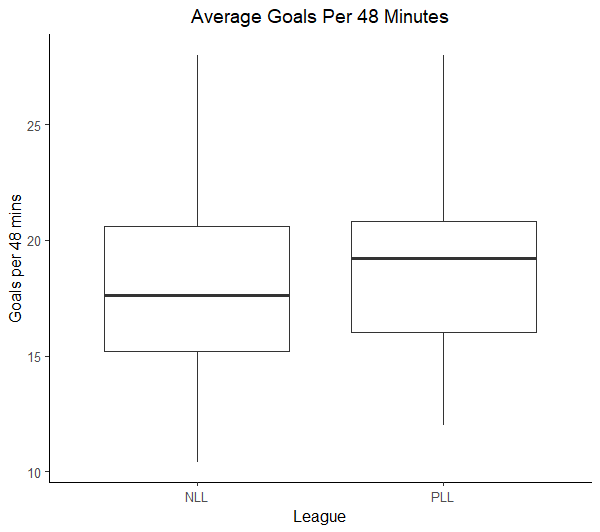 Average Goals Per 48 Minutes
Goals per 48 mins
25
20
15
10
NLL PLL
League